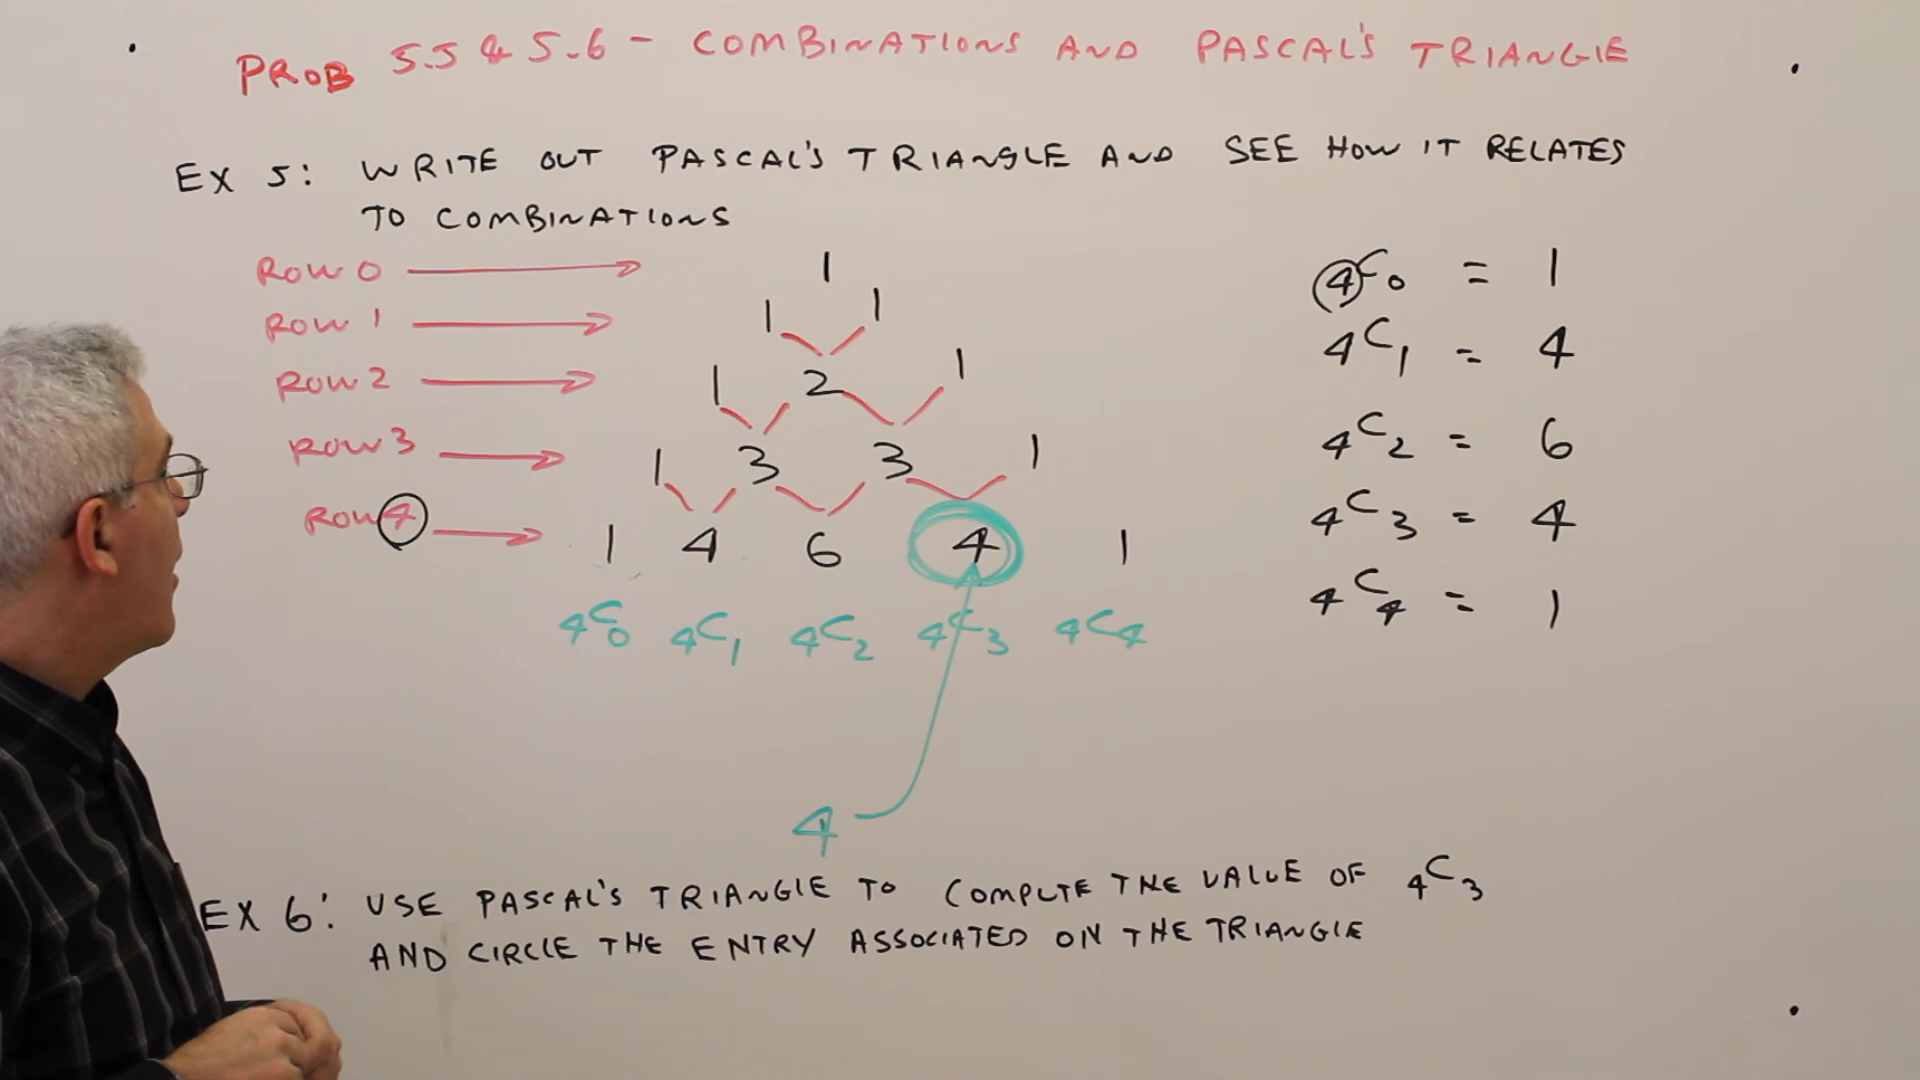 PROB 5.5 & 5.6 - COMBINATIONS AND PASCAL'S TRIANGLE
EX 5: WRITE OUT PASCAL'S TRIANGLE AND SEE HOW IT RELATES
TO COMBINATIONS
ROW 0 → 1
ROW 1 → 1 1
ROW 2 → 1 2 1
ROW 3 → 1 3 3 1
ROW 4 → 1 4 6 4 1
4C0 4C1 4C2 4C3 4C4
4
4C0 = 1
4C1 = 4
4C2 = 6
4C3 = 4
4C4 = 1
EX 6: USE PASCAL'S TRIANGLE TO COMPUTE THE VALUE OF 4C3
AND CIRCLE THE ENTRY ASSOCIATED ON THE TRIANGLE